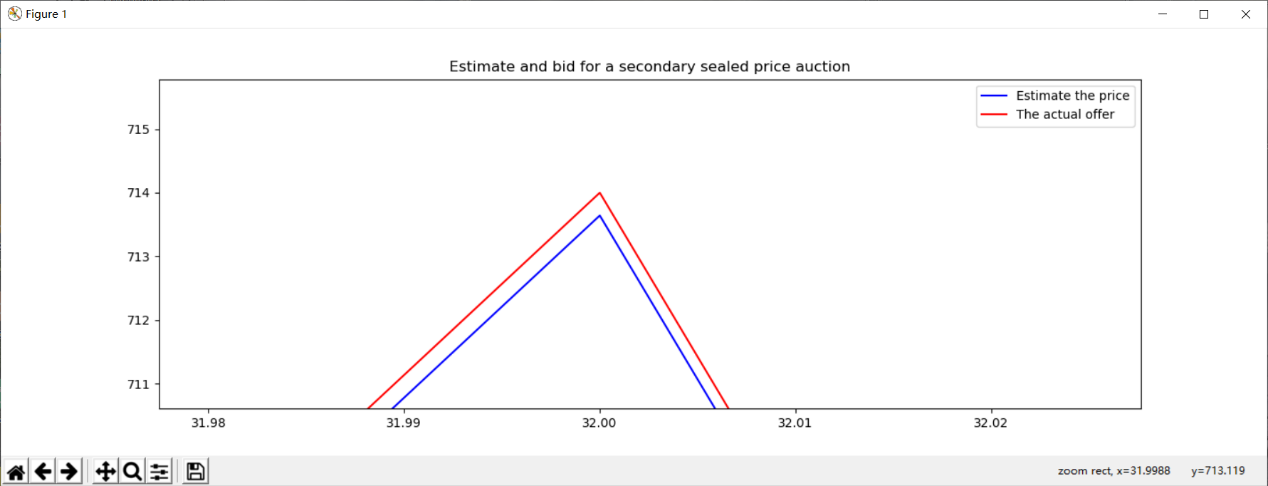 Figure 1
Estimate and bid for a secondary sealed price auction
Estimate the price
The actual offer
715
714
713
712
711
31.98 31.99 32.00 32.01 32.02
zoom rect, x=31.9988 y=713.119